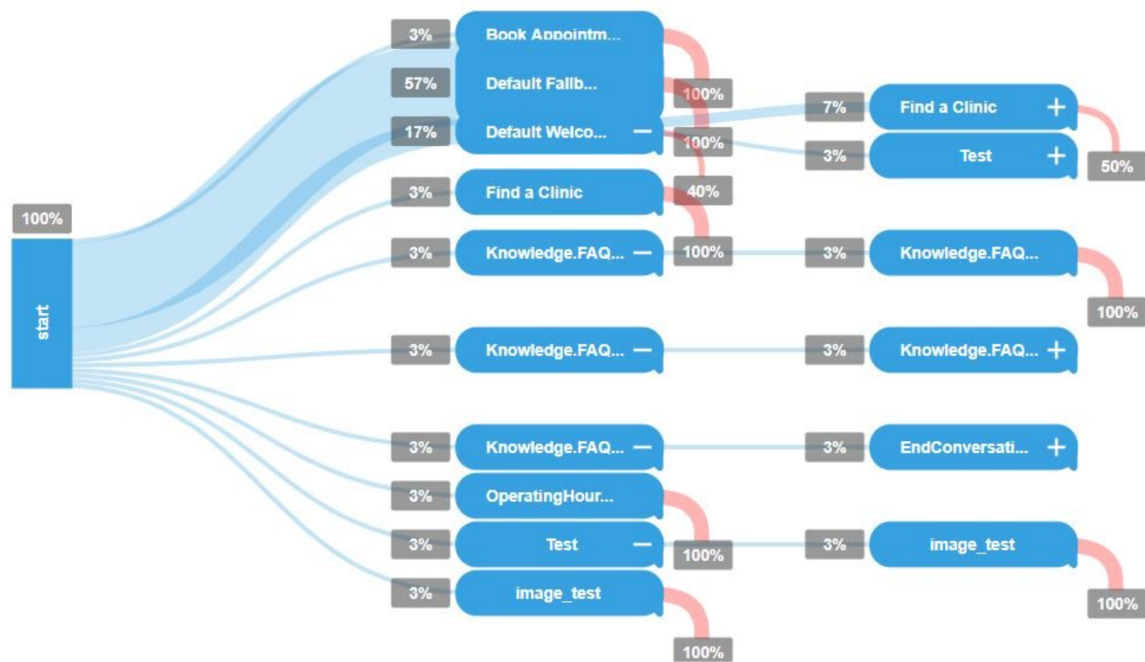 3% Book Appointm...
57% Default Fallb... 100%
7% Find a Clinic
17% Default Welco... 100%
3% Test
50%
3% Find a Clinic 40%
100%
start
3% Knowledge.FAQ... 100% 3% Knowledge.FAQ...
100%
3% Knowledge.FAQ... 3% Knowledge.FAQ...
3% Knowledge.FAQ... 3% EndConversati...
3% OperatingHour...
3% Test 100% 3% image_test
3% image_test 100%
100%